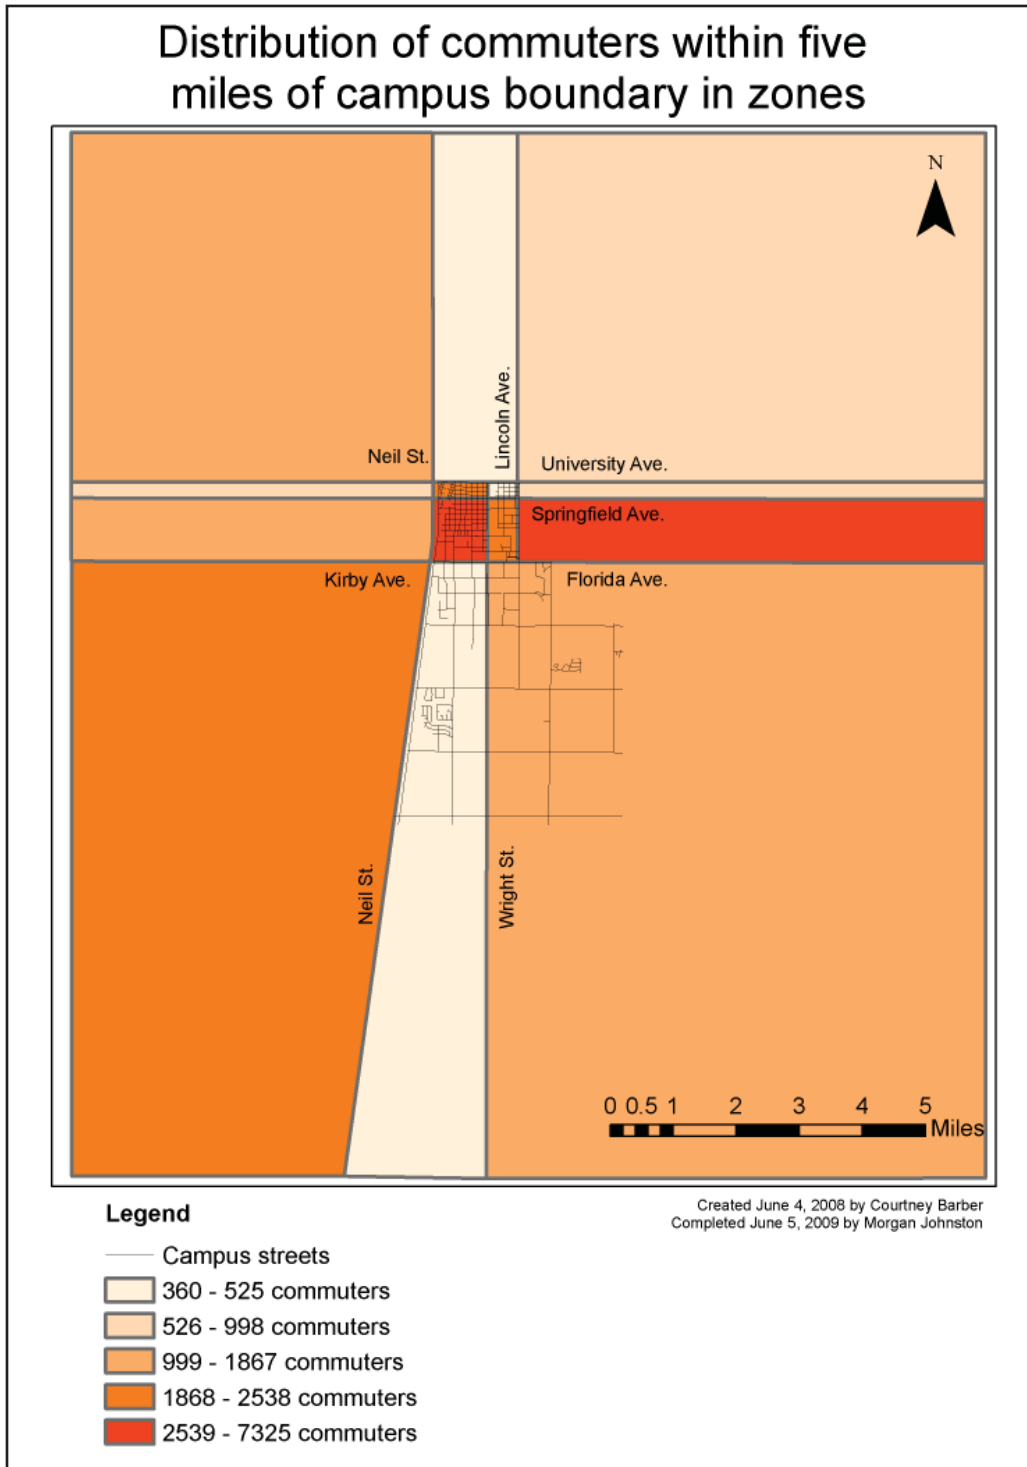 Distribution of commuters within five
miles of campus boundary in zones
N
Lincoln Ave.
Neil St.
University Ave.
Springfield Ave.
Kirby Ave.
Florida Ave.
Neil St.
Wright St.
0 0.5 1 2 3 4 5
Miles
Created June 4, 2008 by Courtney Barber
Completed June 5, 2009 by Morgan Johnston
Legend
Campus streets
360 - 525 commuters
526 - 998 commuters
999 - 1867 commuters
1868 - 2538 commuters
2539 - 7325 commuters